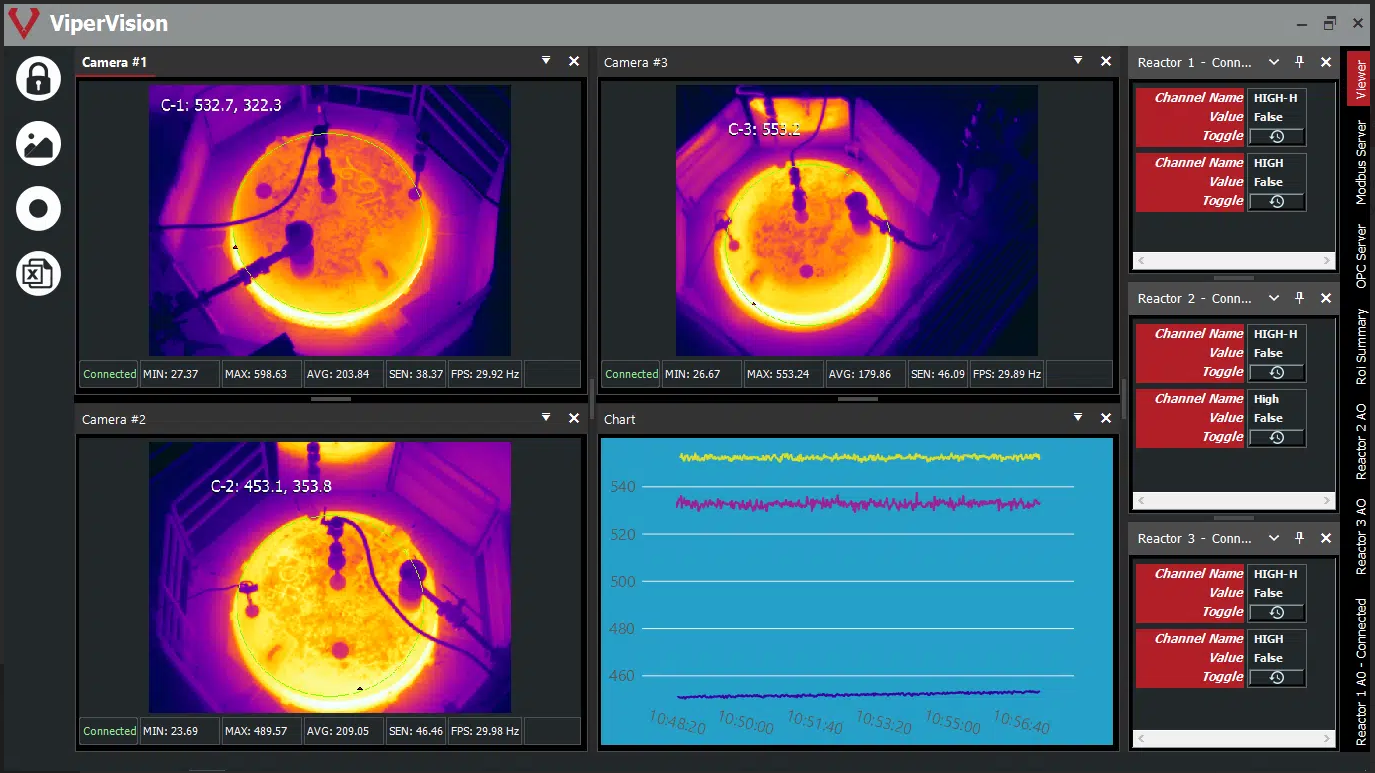 ViperVision
Camera #1
C-1: 532.7, 322.3
Connected MIN: 27.37 MAX: 598.63 AVG: 203.84 SEN: 38.37 FPS: 29.92 Hz
Camera #3
C-3: 553.2
Connected MIN: 26.67 MAX: 553.24 AVG: 179.86 SEN: 46.09 FPS: 29.89 Hz
Camera #2
C-2: 453.1, 353.8
Connected MIN: 23.69 MAX: 489.57 AVG: 209.05 SEN: 46.46 FPS: 29.98 Hz
Chart
540
520
500
480
460
10:48:20 10:50:00 10:51:40 10:53:20 10:55:00 10:56:40
Reactor 1 - Conn...
Channel Name HIGH-H
Value False
Toggle
Channel Name HIGH
Value False
Toggle
Reactor 2 - Conn...
Channel Name HIGH-H
Value False
Toggle
Channel Name High
Value False
Toggle
Reactor 3 - Conn...
Channel Name HIGH-H
Value False
Toggle
Channel Name HIGH
Value False
Toggle
Viewer
Modbus Server
OPC Server
RoI Summary
Reactor 2 AO
Reactor 3 AO
Reactor 1 AO - Connected